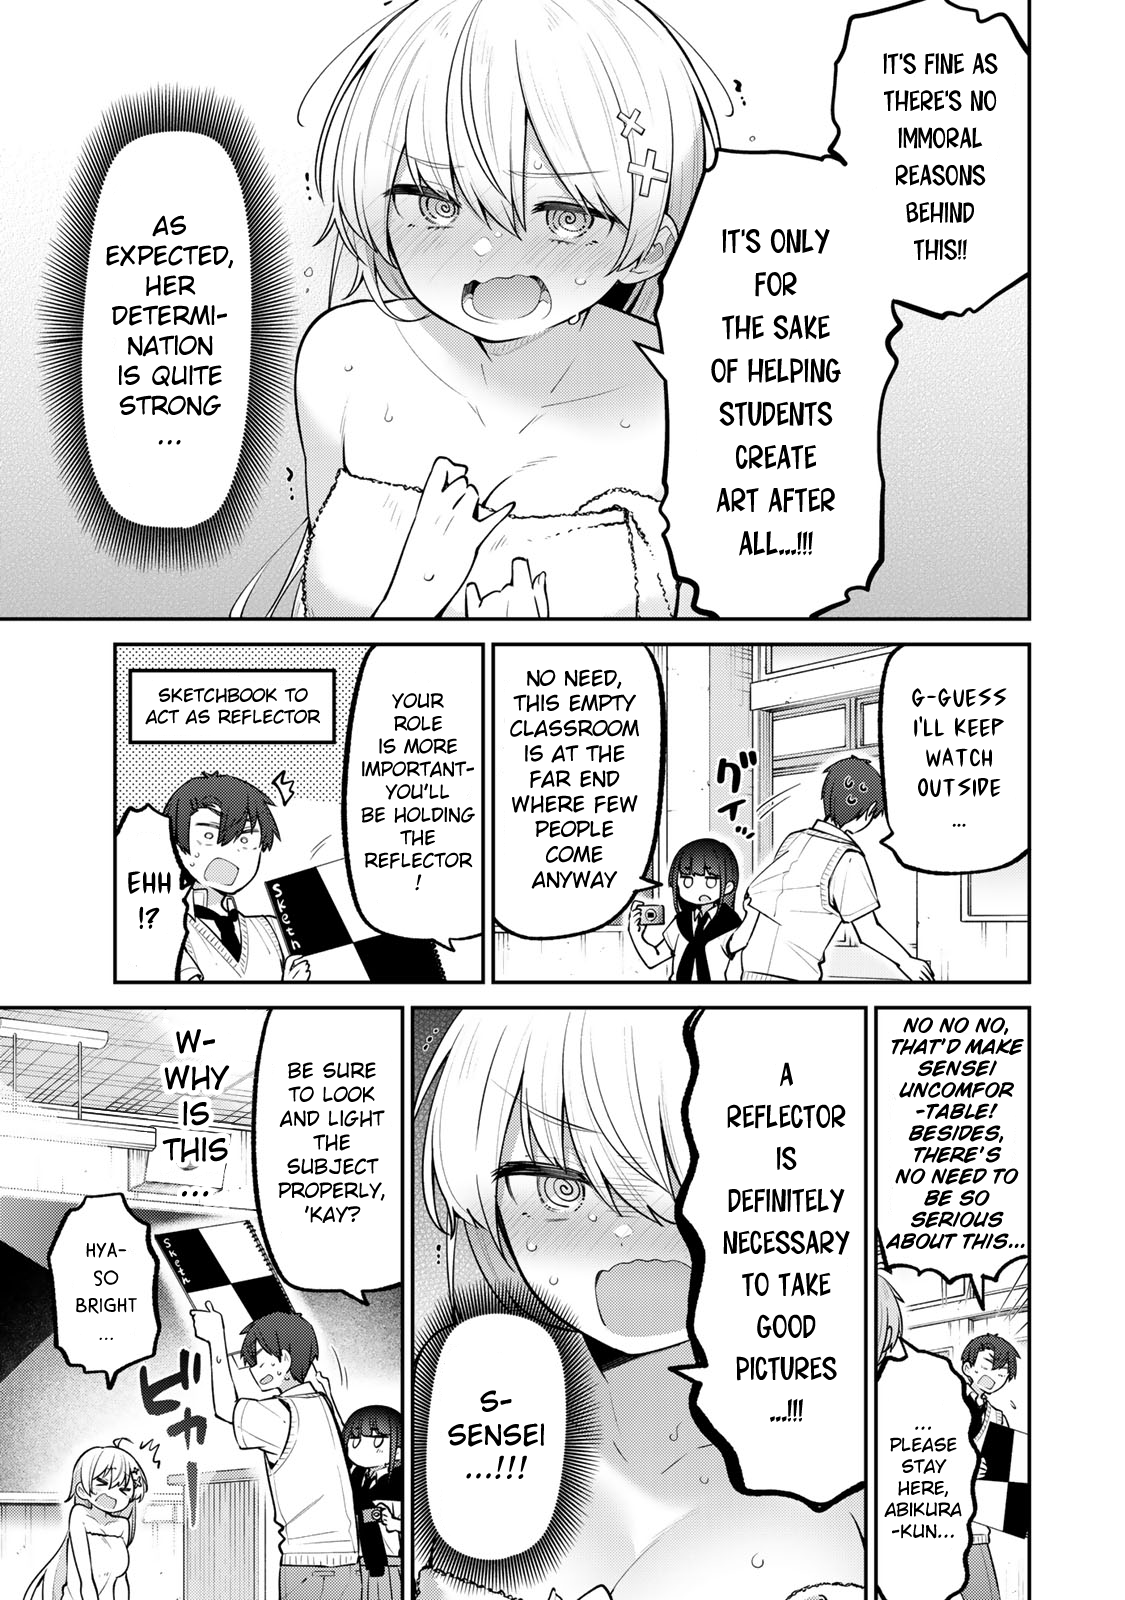 IT'S FINE AS
THERE'S NO
IMMORAL
REASONS
BEHIND
THIS!!
IT'S ONLY
FOR
THE SAKE
OF HELPING
STUDENTS
CREATE
ART AFTER
ALL...!!!
AS
EXPECTED,
HER
DETERMI-
NATION
IS QUITE
STRONG
...
G-GUESS
I'LL KEEP
WATCH
OUTSIDE
...
グイッ
NO NEED,
THIS EMPTY
CLASSROOM
IS AT THE
FAR END
WHERE FEW
PEOPLE
COME
ANYWAY
YOUR
ROLE
IS MORE
IMPORTANT-
YOU'LL
BE HOLDING
THE
REFLECTOR
!
SKETCHBOOK TO
ACT AS REFLECTOR
EHH
!?
Sketch
NO NO NO,
THAT'D MAKE
SENSEI
UNCOMFOR
-TABLE!
BESIDES,
THERE'S
NO NEED TO
BE SO
SERIOUS
ABOUT THIS...
...
PLEASE
STAY
HERE,
ABIKURA
-KUN...
A
REFLECTOR
IS
DEFINITELY
NECESSARY
TO TAKE
GOOD
PICTURES
...!!!
S-
SENSEI
...!!!
BE SURE
TO LOOK
AND LIGHT
THE
SUBJECT
PROPERLY,
'KAY?
W-
WHY
IS
THIS
...
Sketch
HYA-
SO
BRIGHT
...
ピカー